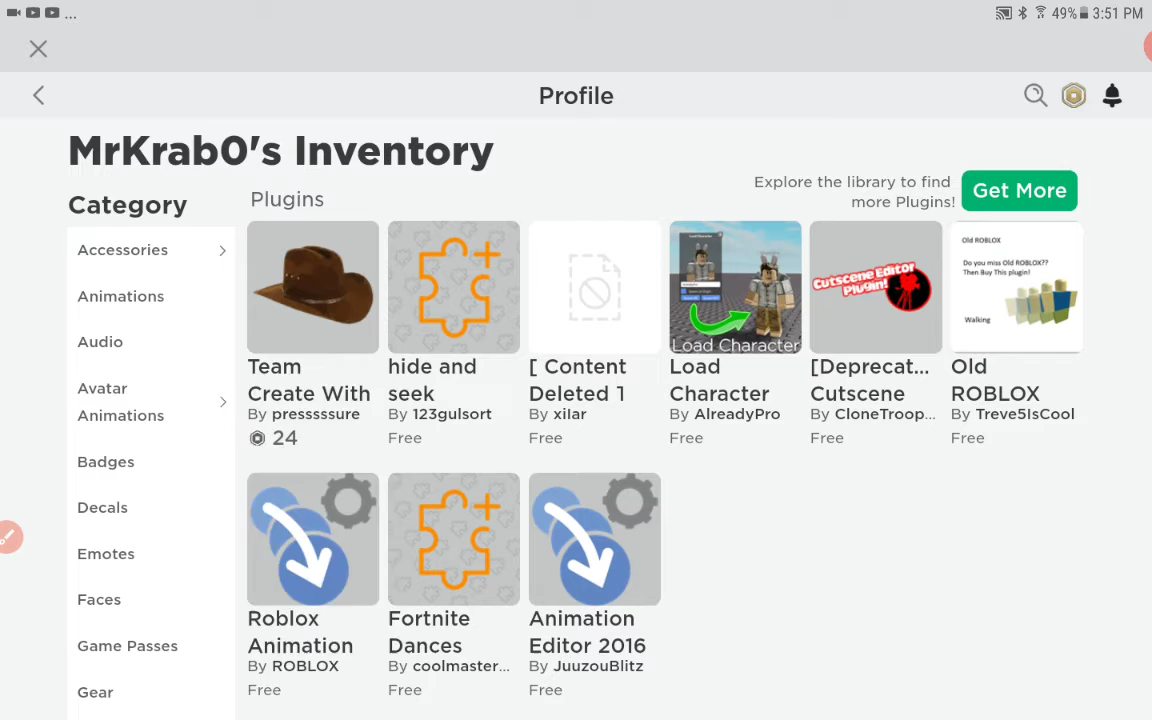 ... 49% 3:51 PM
Profile
MrKrab0's Inventory
Category
Accessories
Animations
Audio
Avatar
Animations
Badges
Decals
Emotes
Faces
Game Passes
Gear
Plugins
Explore the library to find
more Plugins!
Get More
Team
Create With
By presssssure
24
hide and
seek
By 123gulsort
Free
[ Content
Deleted ]
By xilar
Free
Load Character
Load
Character
By AlreadyPro
Free
Cutscene Editor
Plugin!
[Deprecat...
Cutscene
By CloneTroop...
Free
Old ROBLOX
Do you miss Old ROBLOX??
Then Buy This plugin!
Walking
Old
ROBLOX
By Treve5IsCool
Free
Roblox
Animation
By ROBLOX
Free
Fortnite
Dances
By coolmaster...
Free
Animation
Editor 2016
By JuuzouBlitz
Free